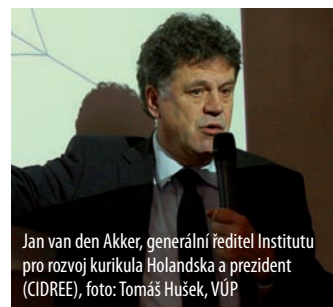 Jan van den Akker, generální ředitel Institutu
pro rozvoj kurikula Holandska a prezident
(CIDREE), foto: Tomáš Hušek, VÚP